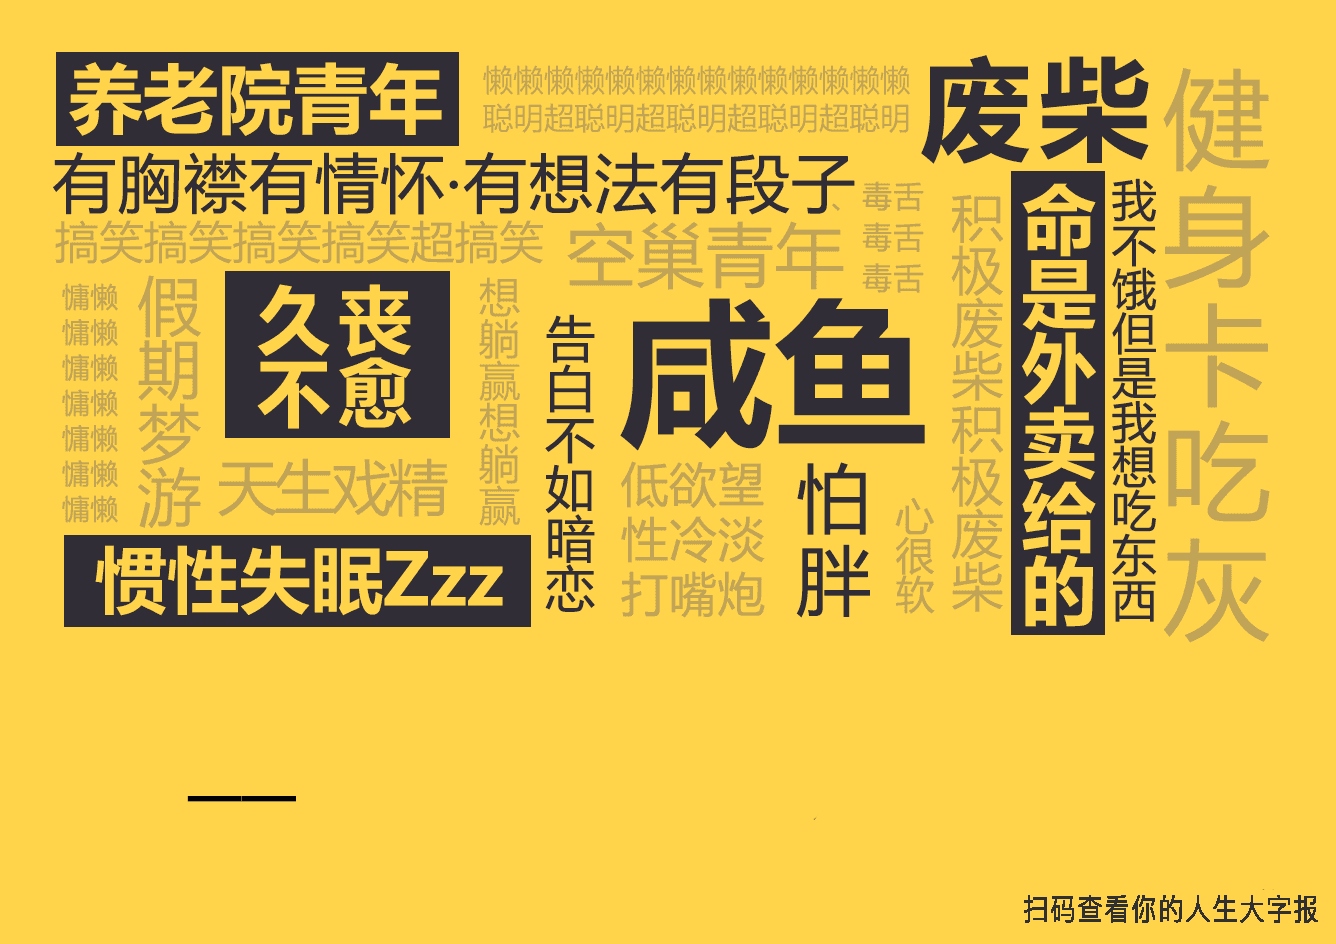 养老院青年
懒懒懒懒懒懒懒懒懒懒懒懒懒懒
聪明超聪明超聪明超聪明超聪明
废柴
健身卡吃灰
有胸襟有情怀·有想法有段子
毒舌
毒舌
毒舌
积极废柴积极废柴
命是外卖给的
我不饿但是我想吃东西
搞笑搞笑搞笑搞笑超搞笑
空巢青年
慵懒
慵懒
慵懒
慵懒
慵懒
慵懒
慵懒
假期梦游
久丧
不愈
想躺赢想躺赢
告白不如暗恋
咸鱼
天生戏精
低欲望
性冷淡
打嘴炮
怕胖
心很软
惯性失眠Zzz
——
扫码查看你的人生大字报